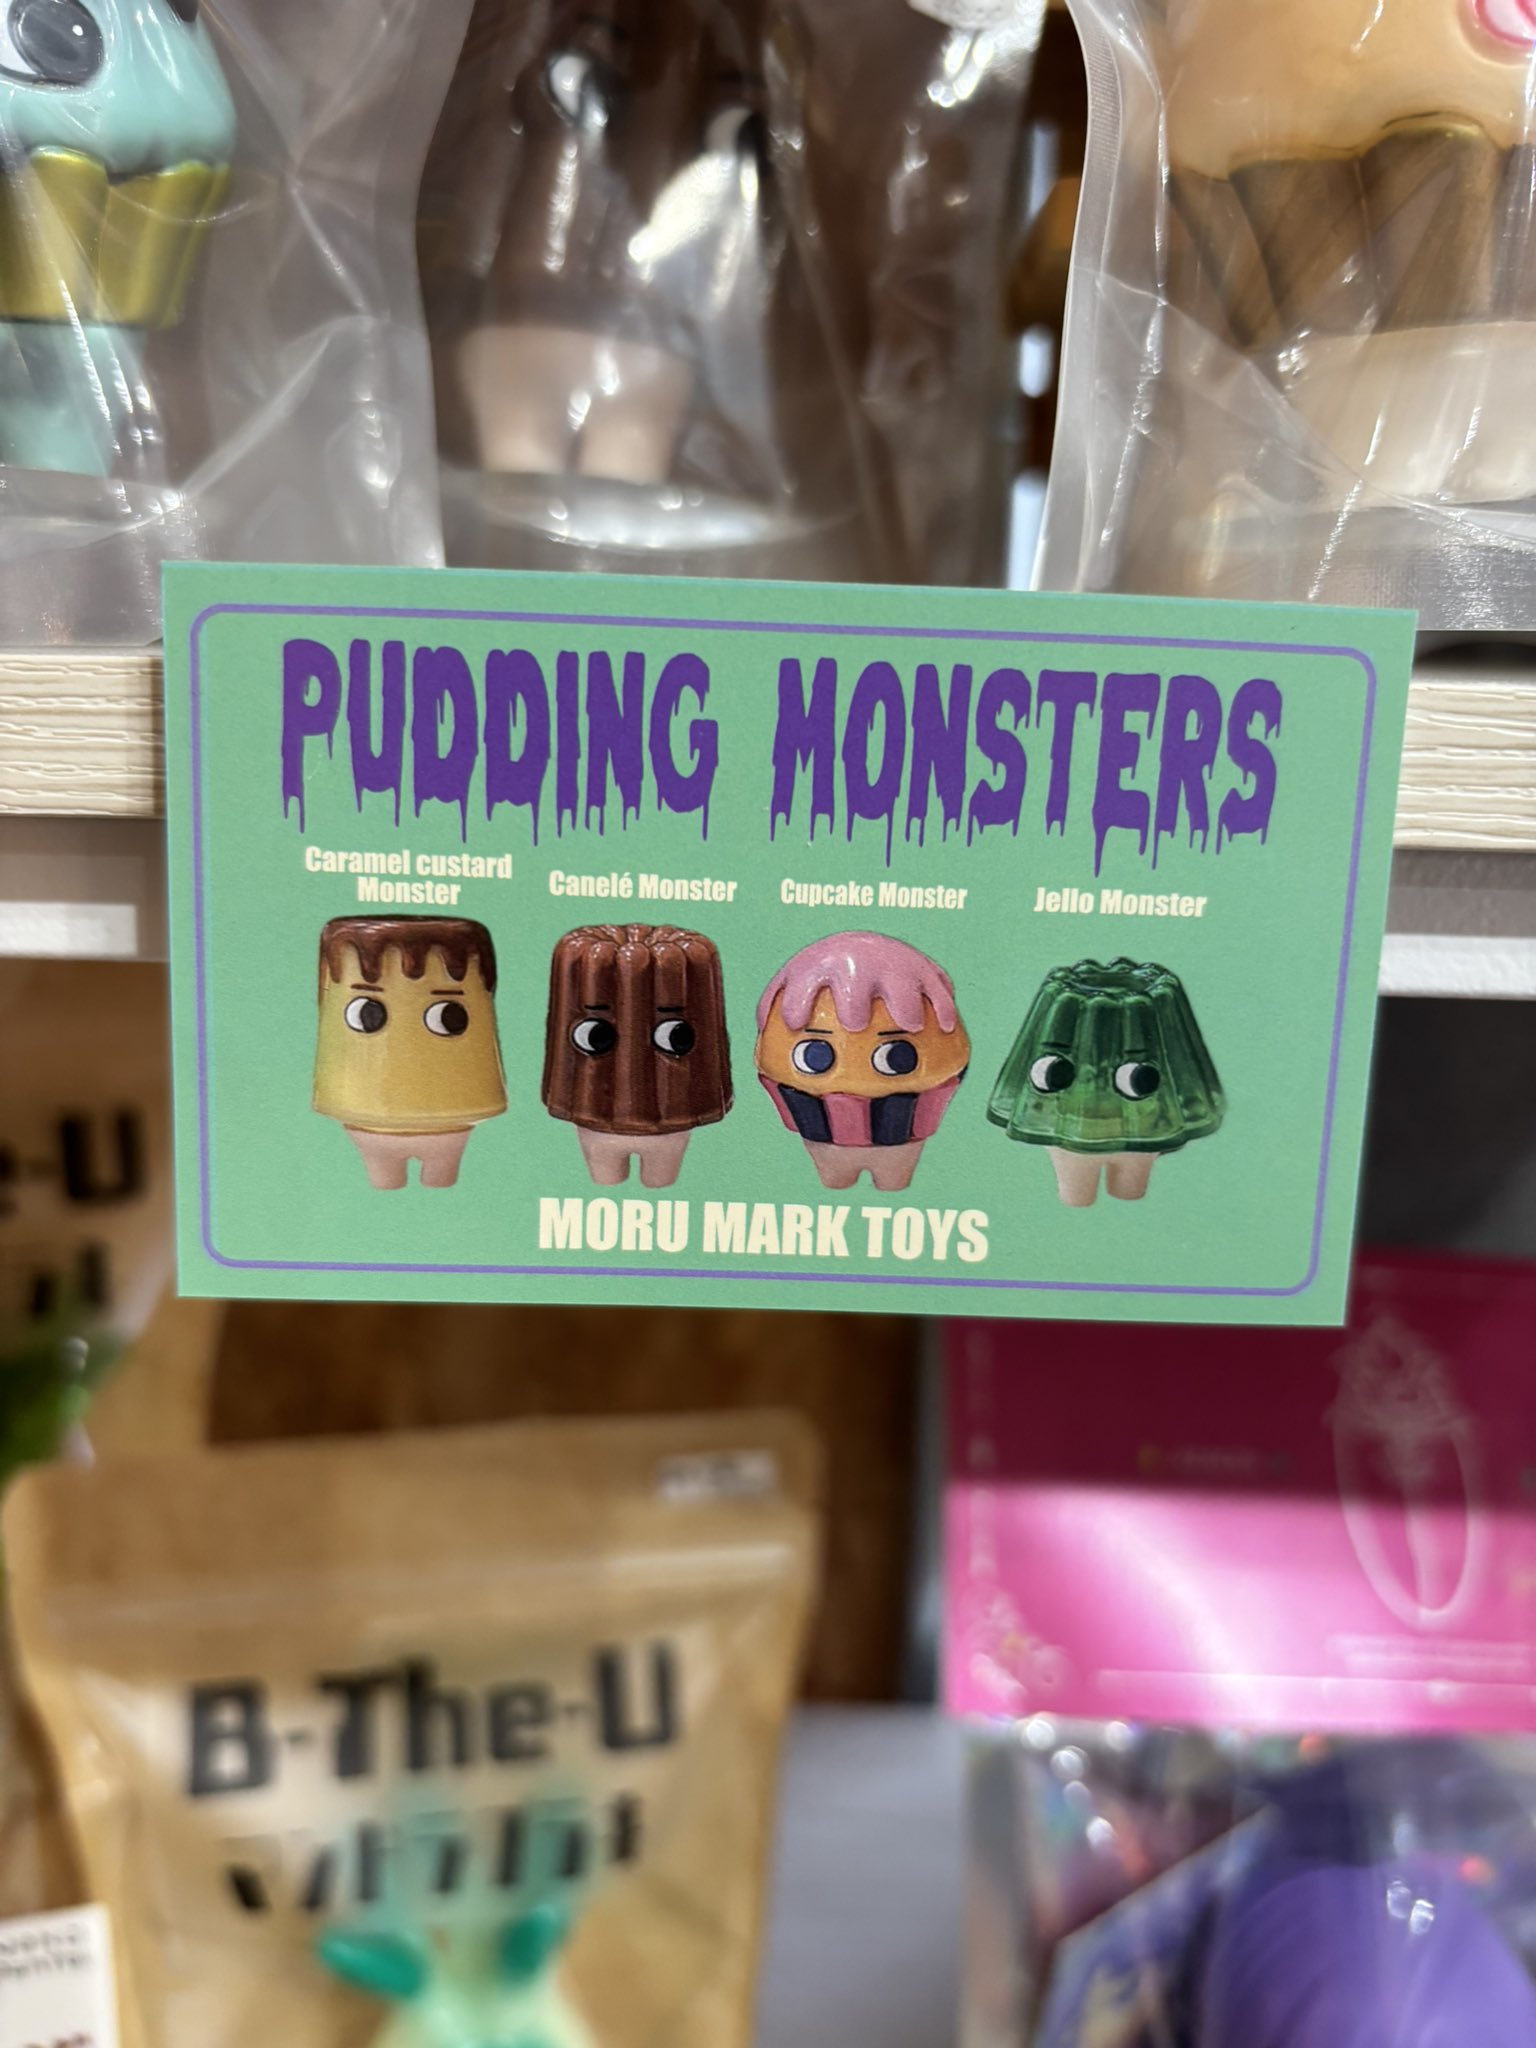 PUDDING MONSTERS
Caramel custard
Monster
Canelé Monster
Cupcake Monster
Jello Monster
MORU MARK TOYS
B-The-U